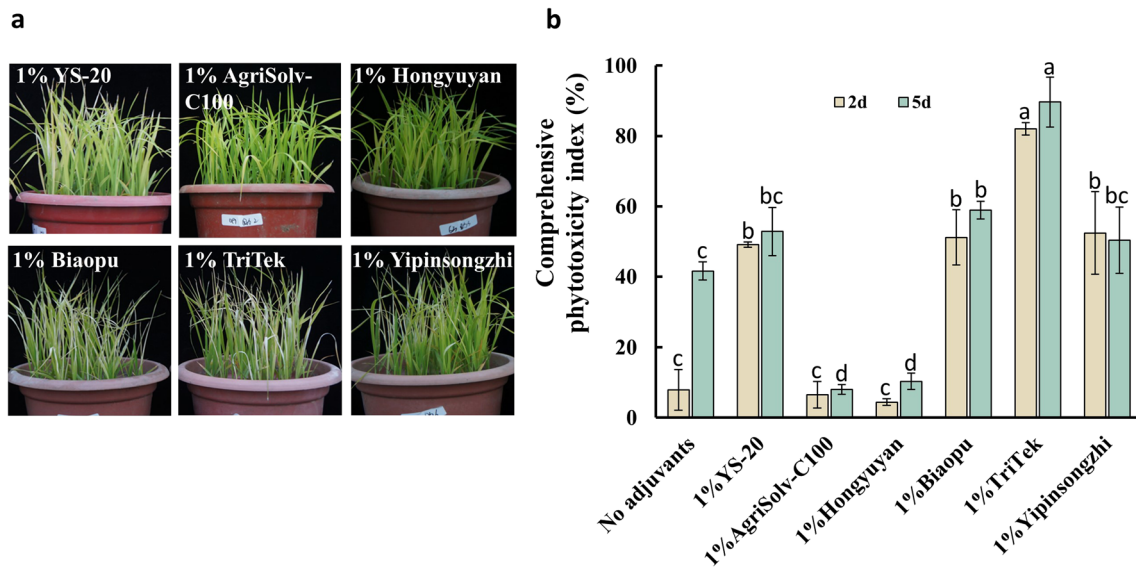 a
1% YS-20
1% AgriSolv-
C100
1% Hongyuyan
1% Biaopu
1% TriTek
1% Yipinsongzhi
b
Comprehensive
phytotoxicity index (%)
100
80
60
40
20
0
2d
5d
c
c
b
bc
c
d
c
d
b
b
a
a
b
bc
No adjuvants
1%YS-20
1%AgriSolv-C100
1%Hongyuyan
1%Biaopu
1%TriTek
1%Yipinsongzhi